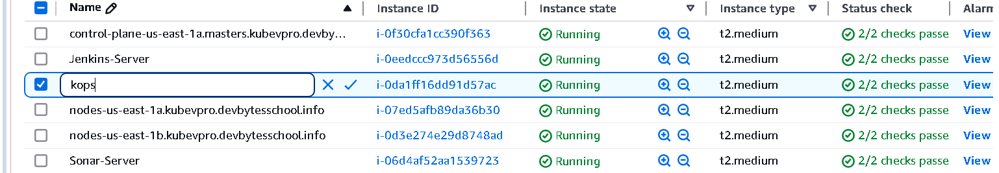 Name Instance ID Instance state Instance type Status check Alarm
control-plane-us-east-1a.masters.kubevpro.devby... i-0f30cfa1cc390f363 Running t2.medium 2/2 checks passe View
Jenkins-Server i-0eedccc973d56556d Running t2.medium 2/2 checks passe View
kops i-0da1ff16dd91d57ac Running t2.medium 2/2 checks passe View
nodes-us-east-1a.kubevpro.devbytesschool.info i-07ed5afb89da36b30 Running t2.medium 2/2 checks passe View
nodes-us-east-1b.kubevpro.devbytesschool.info i-0d3e274e29d8748ad Running t2.medium 2/2 checks passe View
Sonar-Server i-06d4af52aa1539723 Running t2.medium 2/2 checks passe View